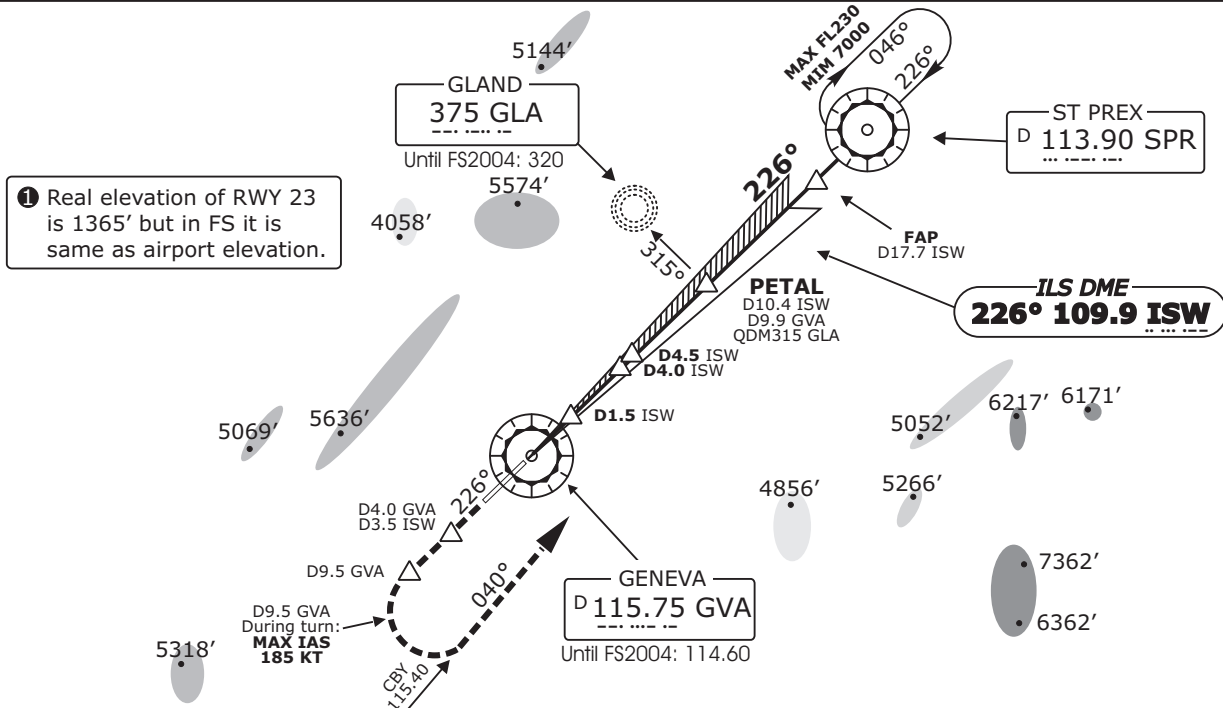 5144’
MAX FL230
MIM 7000
046°
226°
GLAND
375 GLA
Until FS2004: 320
ST PREX
D 113.90 SPR
❶ Real elevation of RWY 23
is 1365’ but in FS it is
same as airport elevation.
5574’
4058’
226°
315°
FAP
D17.7 ISW
PETAL
D10.4 ISW
D9.9 GVA
QDM315 GLA
ILS DME
226° 109.9 ISW
D4.5 ISW
D4.0 ISW
D1.5 ISW
5069’
5636’
5052’
6217’
6171’
4856’
5266’
226°
D4.0 GVA
D3.5 ISW
D9.5 GVA
040°
D9.5 GVA
During turn:
MAX IAS
185 KT
GENEVA
D 115.75 GVA
Until FS2004: 114.60
7362’
6362’
5318’
CBY
115.40